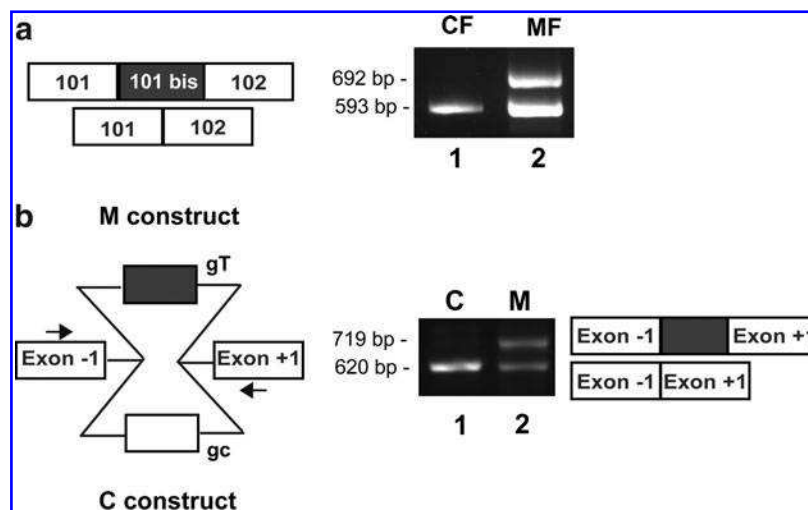 a
101 101 bis 102
101 102
CF MF
692 bp -
593 bp -
1 2
b
M construct
gT
Exon -1 Exon +1
gc
C construct
C M
719 bp -
620 bp -
1 2
Exon -1 Exon +1
Exon -1 Exon +1